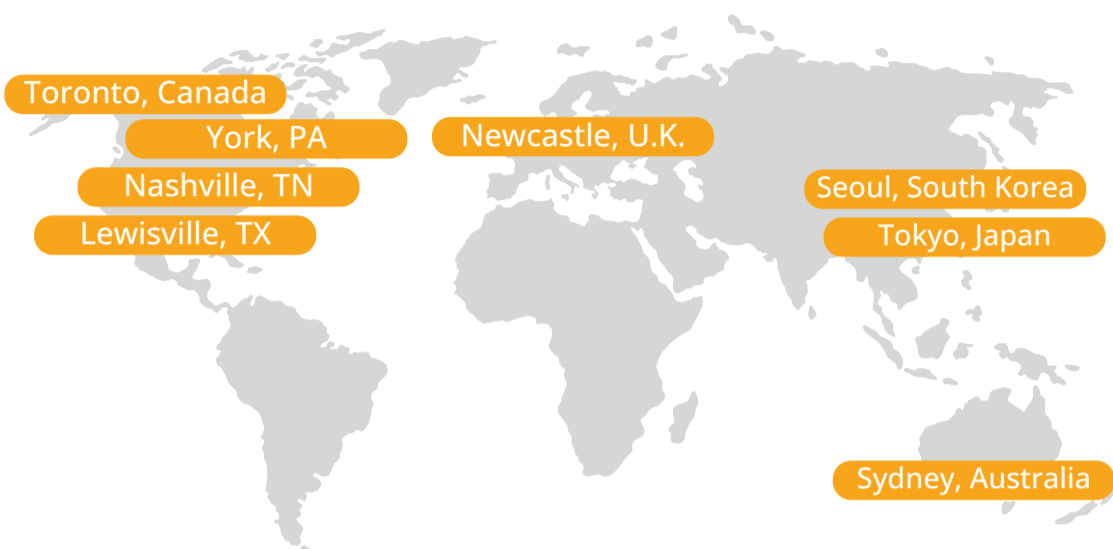 Toronto, Canada
York, PA
Nashville, TN
Lewisville, TX
Newcastle, U.K.
Seoul, South Korea
Tokyo, Japan
Sydney, Australia